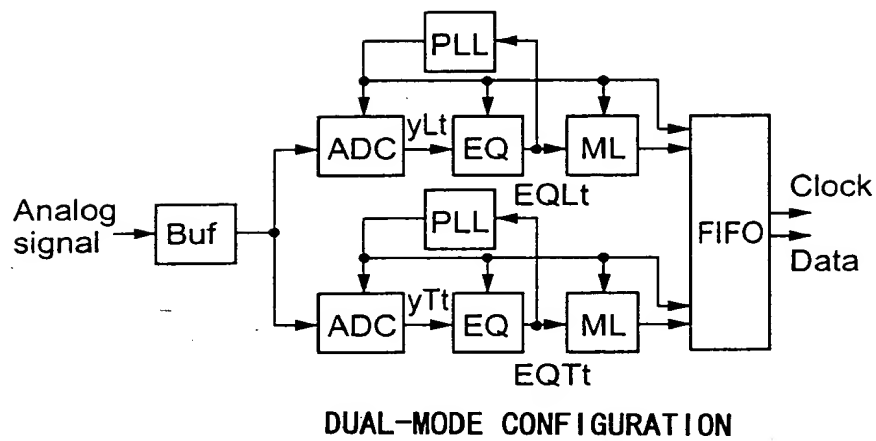 PLL
yLt
ADC
EQ
ML
EQLt
Analog
signal
Buf
PLL
FIFO
Clock
Data
yTt
ADC
EQ
ML
EQTt
DUAL-MODE CONFIGURATION